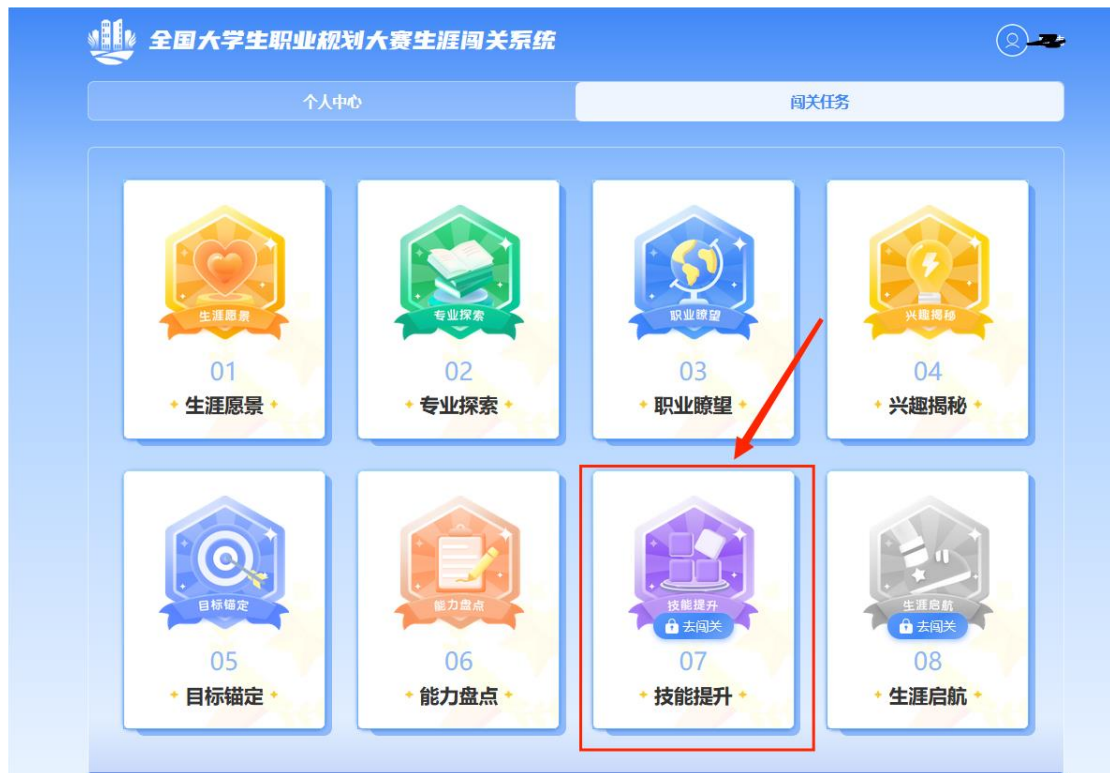 全国大学生职业规划大赛生涯闯关系统
个人中心
闯关任务
生涯愿景
01
生涯愿景
专业探索
02
专业探索
职业瞭望
03
职业瞭望
兴趣揭秘
04
兴趣揭秘
目标锚定
05
目标锚定
能力盘点
06
能力盘点
技能提升
去闯关
07
技能提升
生涯启航
去闯关
08
生涯启航